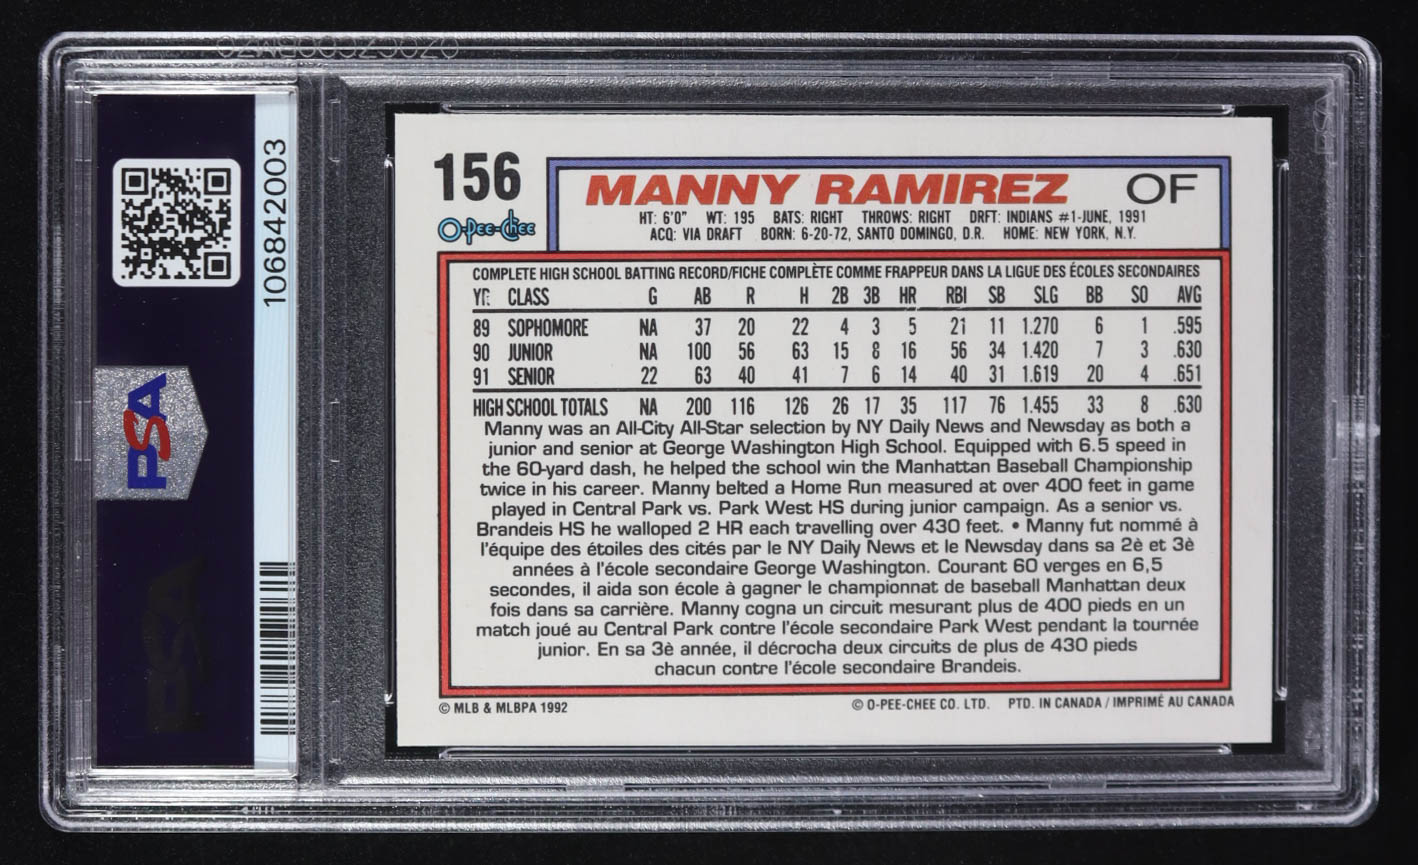 106842003
PSA
PSA
156
O-Pee-Chee
MANNY RAMIREZ OF
HT: 6'0" WT: 195 BATS: RIGHT THROWS: RIGHT DRFT: INDIANS #1-JUNE, 1991
ACQ: VIA DRAFT BORN: 6-20-72, SANTO DOMINGO, D.R. HOME: NEW YORK, N.Y.
COMPLETE HIGH SCHOOL BATTING RECORD/FICHE COMPLÈTE COMME FRAPPEUR DANS LA LIGUE DES ÉCOLES SECONDAIRES
YR CLASS G AB R H 2B 3B HR RBI SB SLG BB SO AVG
89 SOPHOMORE NA 37 20 22 4 3 5 21 11 1.270 6 1 .595
90 JUNIOR NA 100 56 63 15 8 16 56 34 1.420 7 3 .630
91 SENIOR 22 63 40 41 7 6 14 40 31 1.619 20 4 .651
HIGH SCHOOL TOTALS NA 200 116 126 26 17 35 117 76 1.455 33 8 .630
Manny was an All-City All-Star selection by NY Daily News and Newsday as both a
junior and senior at George Washington High School. Equipped with 6.5 speed in
the 60-yard dash, he helped the school win the Manhattan Baseball Championship
twice in his career. Manny belted a Home Run measured at over 400 feet in game
played in Central Park vs. Park West HS during junior campaign. As a senior vs.
Brandeis HS he walloped 2 HR each travelling over 430 feet. • Manny fut nommé à
l'équipe des étoiles des cités par le NY Daily News et le Newsday dans sa 2è et 3è
années à l'école secondaire George Washington. Courant 60 verges en 6,5
secondes, il aida son école à gagner le championnat de baseball Manhattan deux
fois dans sa carrière. Manny cogna un circuit mesurant plus de 400 pieds en un
match joué au Central Park contre l'école secondaire Park West pendant la tournée
junior. En sa 3è année, il décrocha deux circuits de plus de 430 pieds
chacun contre l'école secondaire Brandeis.
© MLB & MLBPA 1992 © O-PEE-CHEE CO. LTD. PTD. IN CANADA / IMPRIMÉ AU CANADA